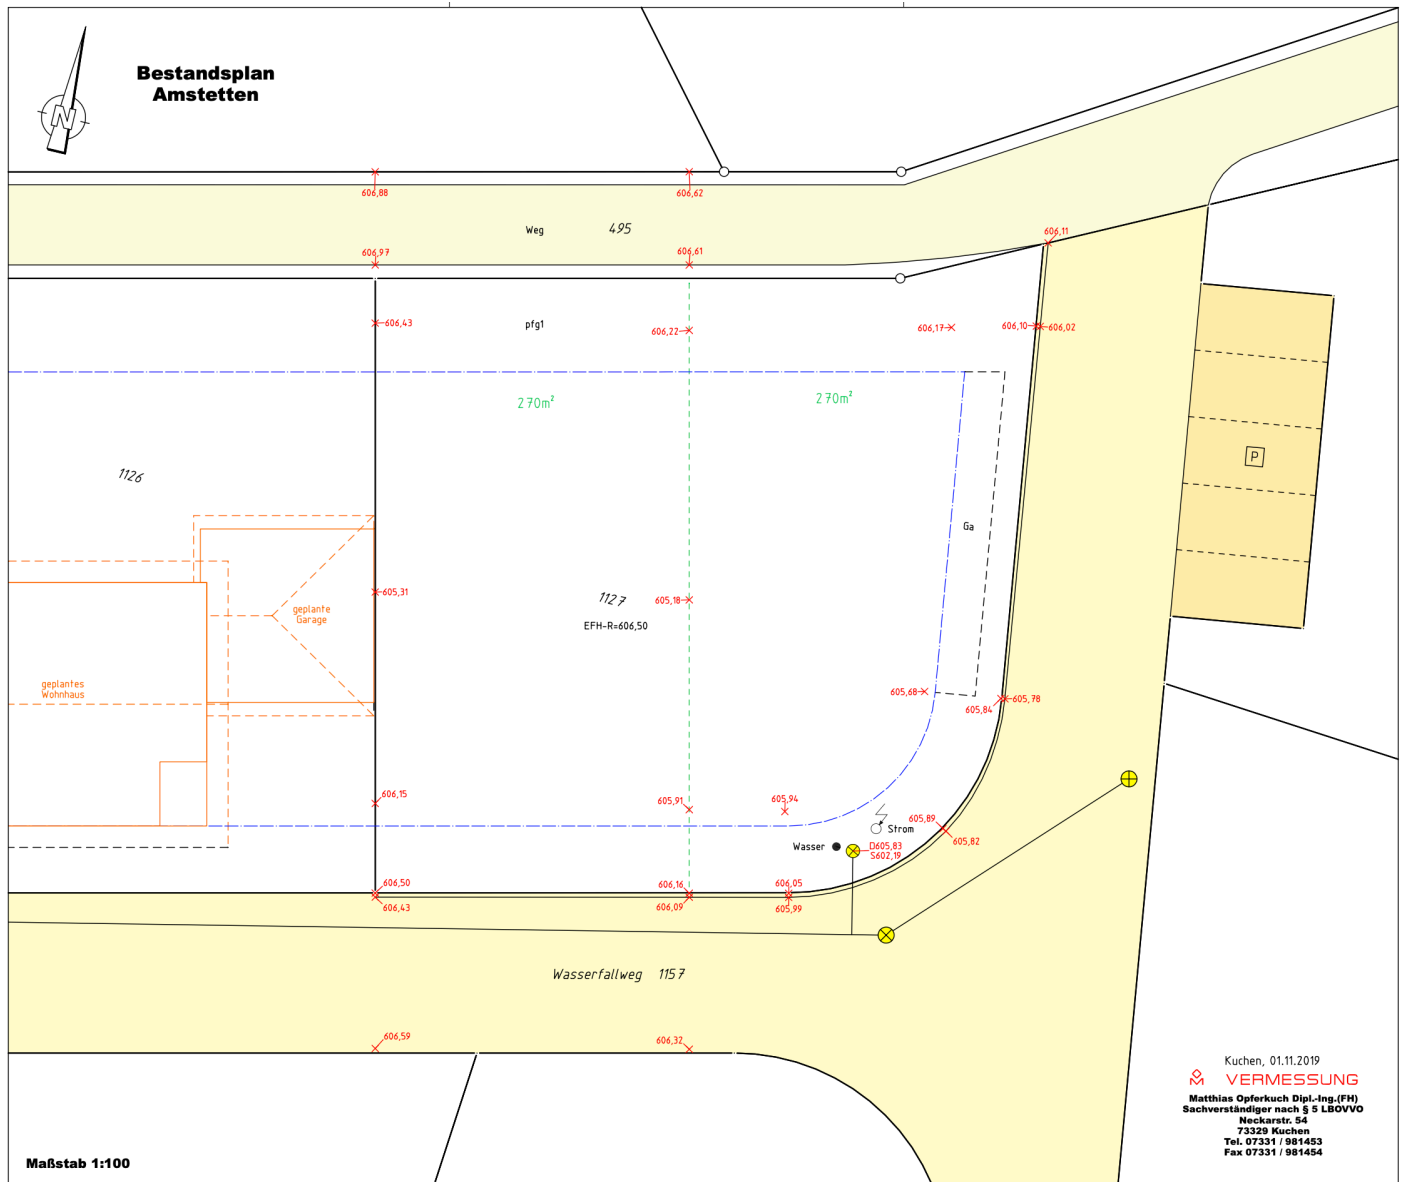 Bestandsplan
Amstetten
N
606,88
606,62
Weg 495
606,11
606,97
606,61
606,43
pfg1
606,22
606,17
606,10
606,02
270m²
270m²
1126
P
Ga
605,31
1127
605,18
geplante
Garage
EFH-R=606,50
geplantes
Wohnhaus
605,68
605,84
605,78
606,15
605,91
605,94
605,89
Strom
605,82
Wasser
D605,83
S602,19
606,50
606,16
606,05
606,43
606,09
605,99
Wasserfallweg 1157
606,59
606,32
Kuchen, 01.11.2019
VERMESSUNG
Matthias Opferkuch Dipl.-Ing.(FH)
Sachverständiger nach § 5 LBOVVO
Neckarstr. 54
73329 Kuchen
Tel. 07331 / 981453
Fax 07331 / 981454
Maßstab 1:100